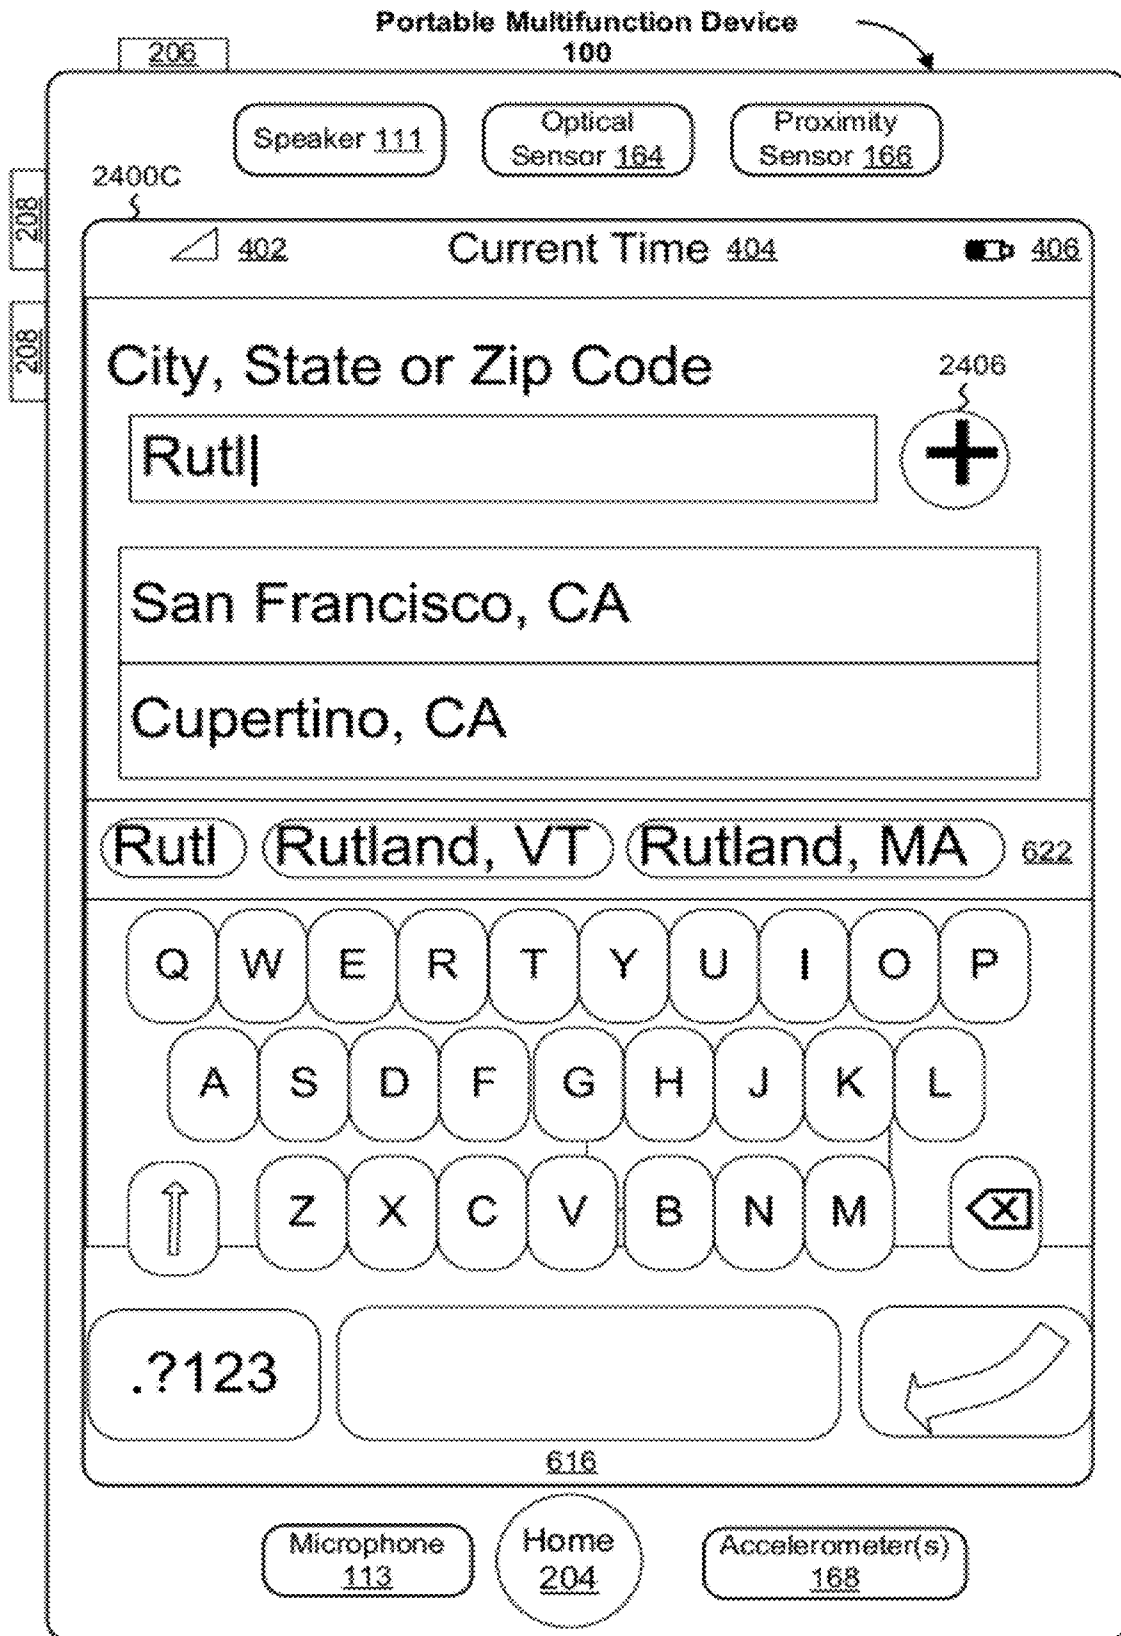 Portable Multifunction Device
100
206
Speaker 111
Optical
Sensor 164
Proximity
Sensor 166
2400C
208
208
402
Current Time 404
406
City, State or Zip Code
2406
Rutl
San Francisco, CA
Cupertino, CA
Rutl Rutland, VT Rutland, MA 622
Q W E R T Y U I O P
A S D F G H J K L
Z X C V B N M
.?123
616
Microphone
113
Home
204
Accelerometer(s)
168